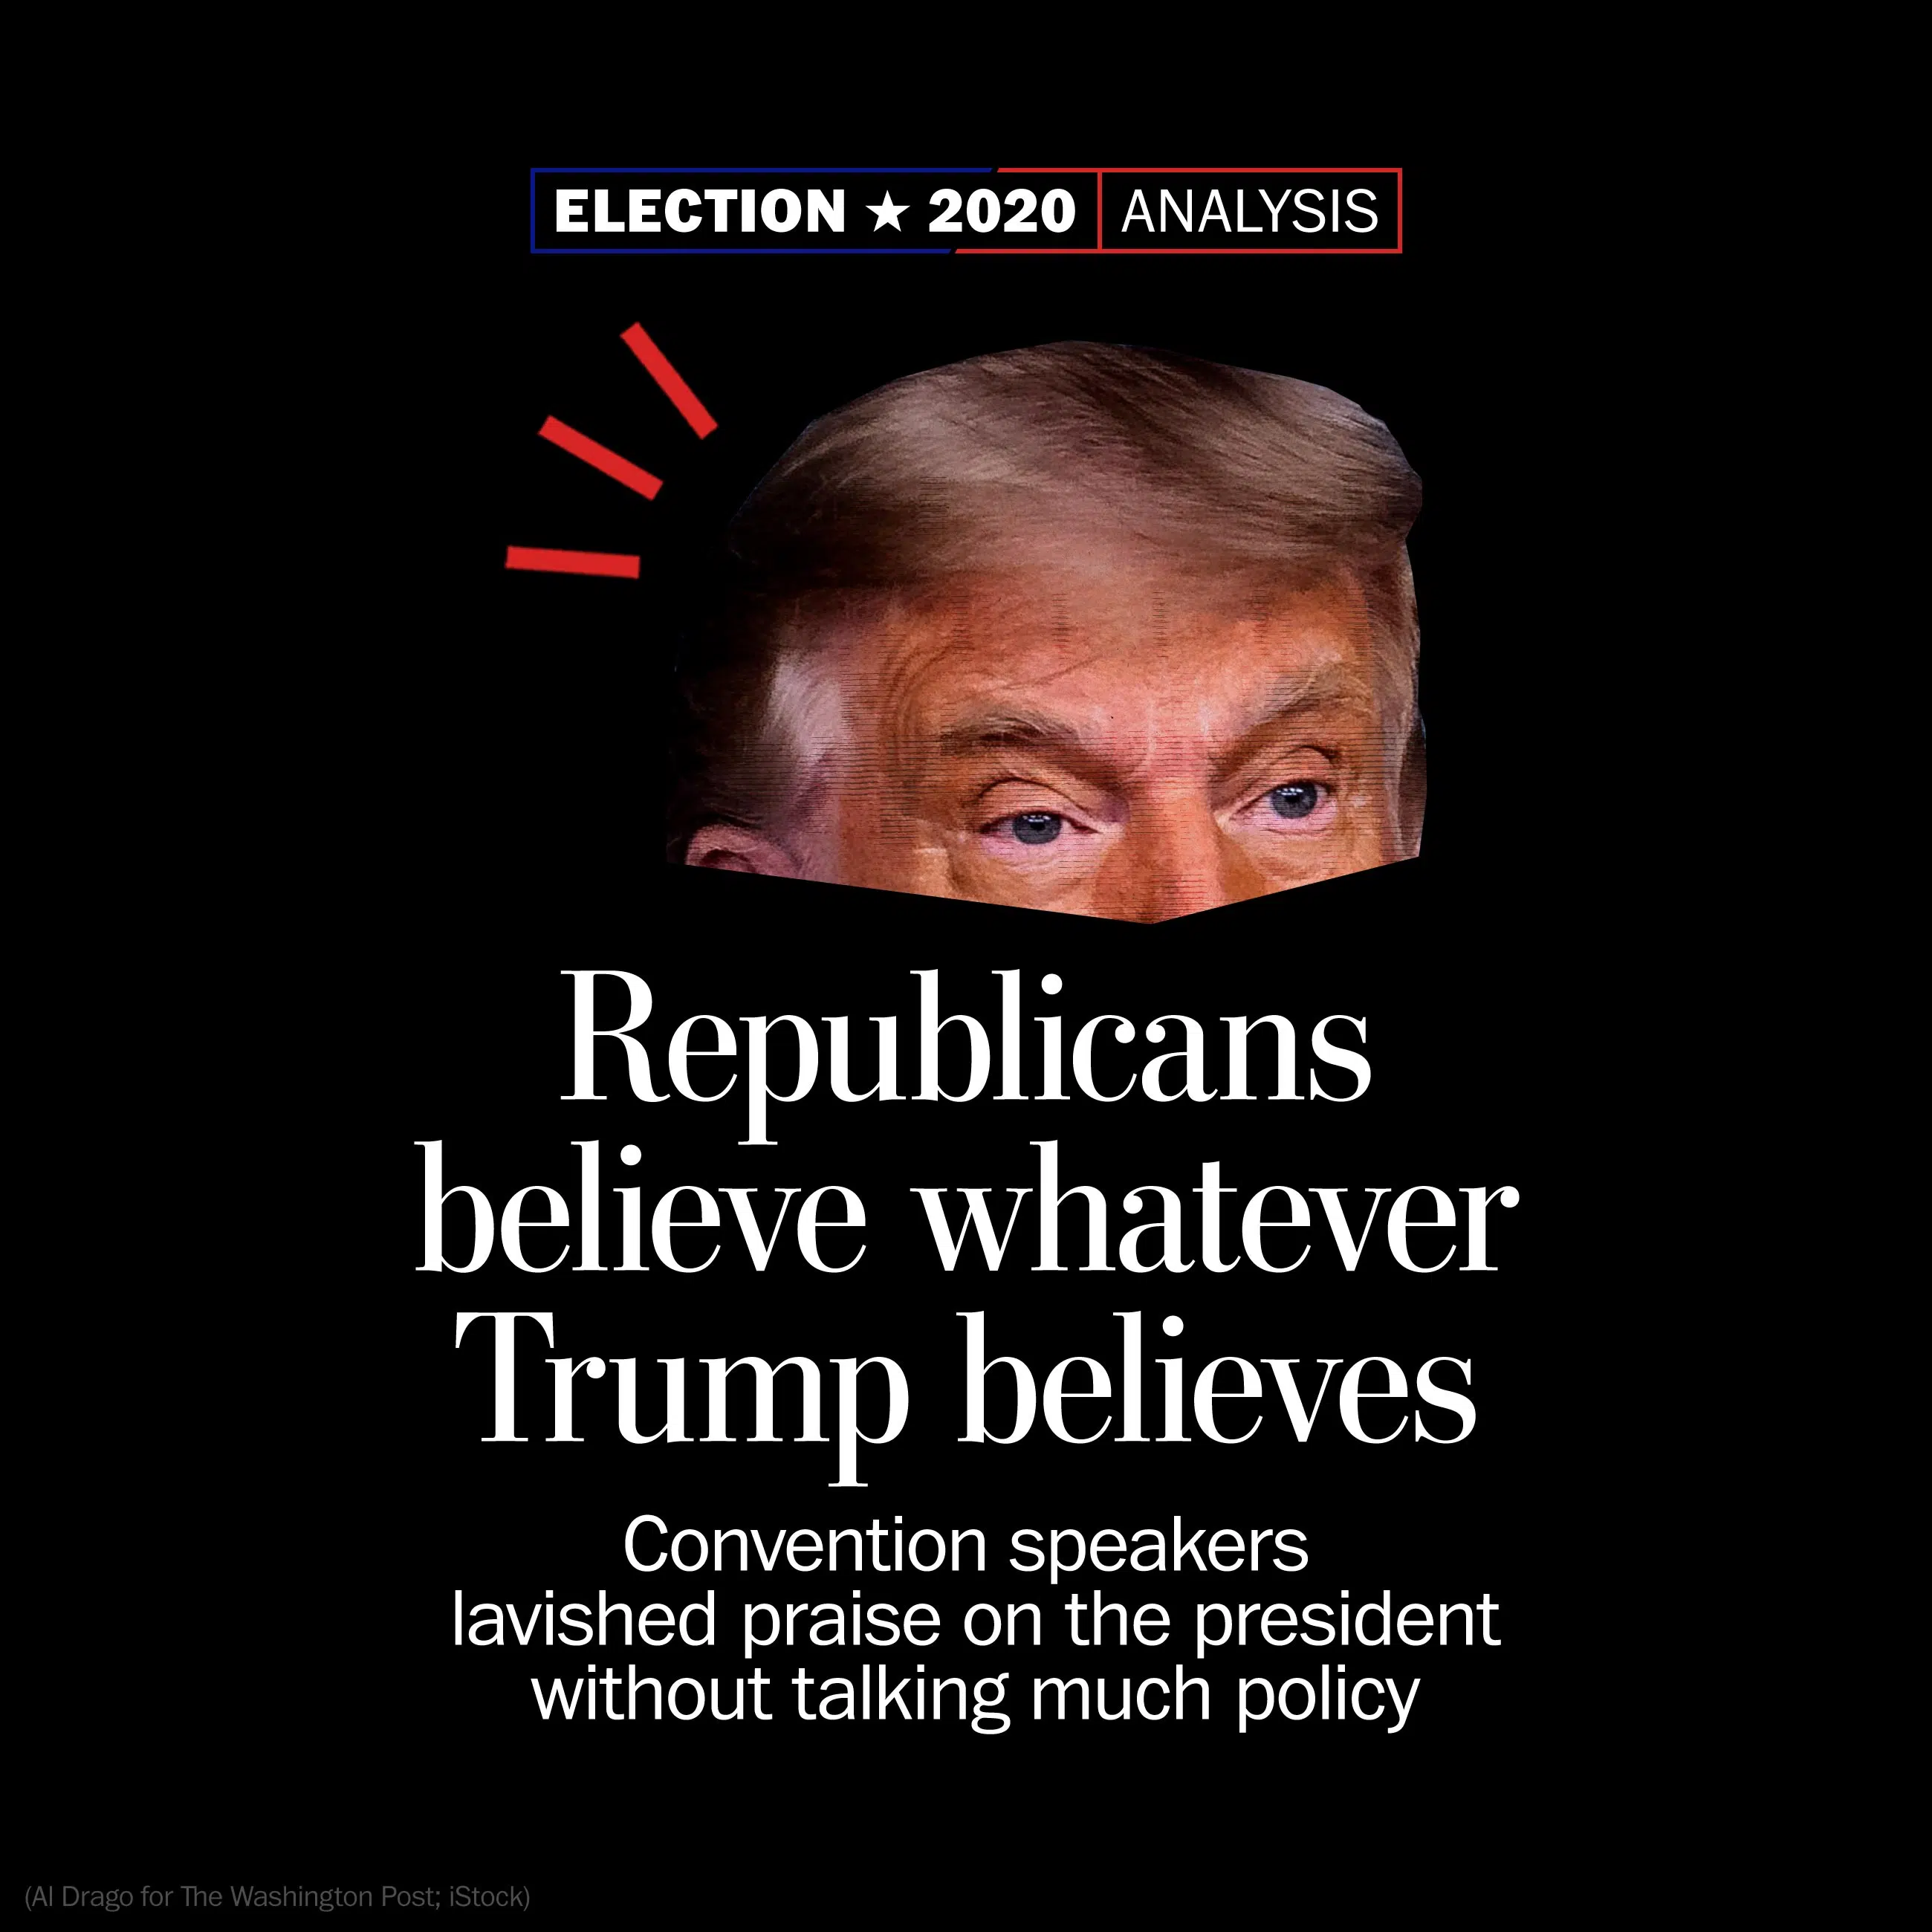 ELECTION ★ 2020 ANALYSIS
Republicans
believe whatever
Trump believes
Convention speakers
lavished praise on the president
without talking much policy
(Al Drago for The Washington Post; iStock)